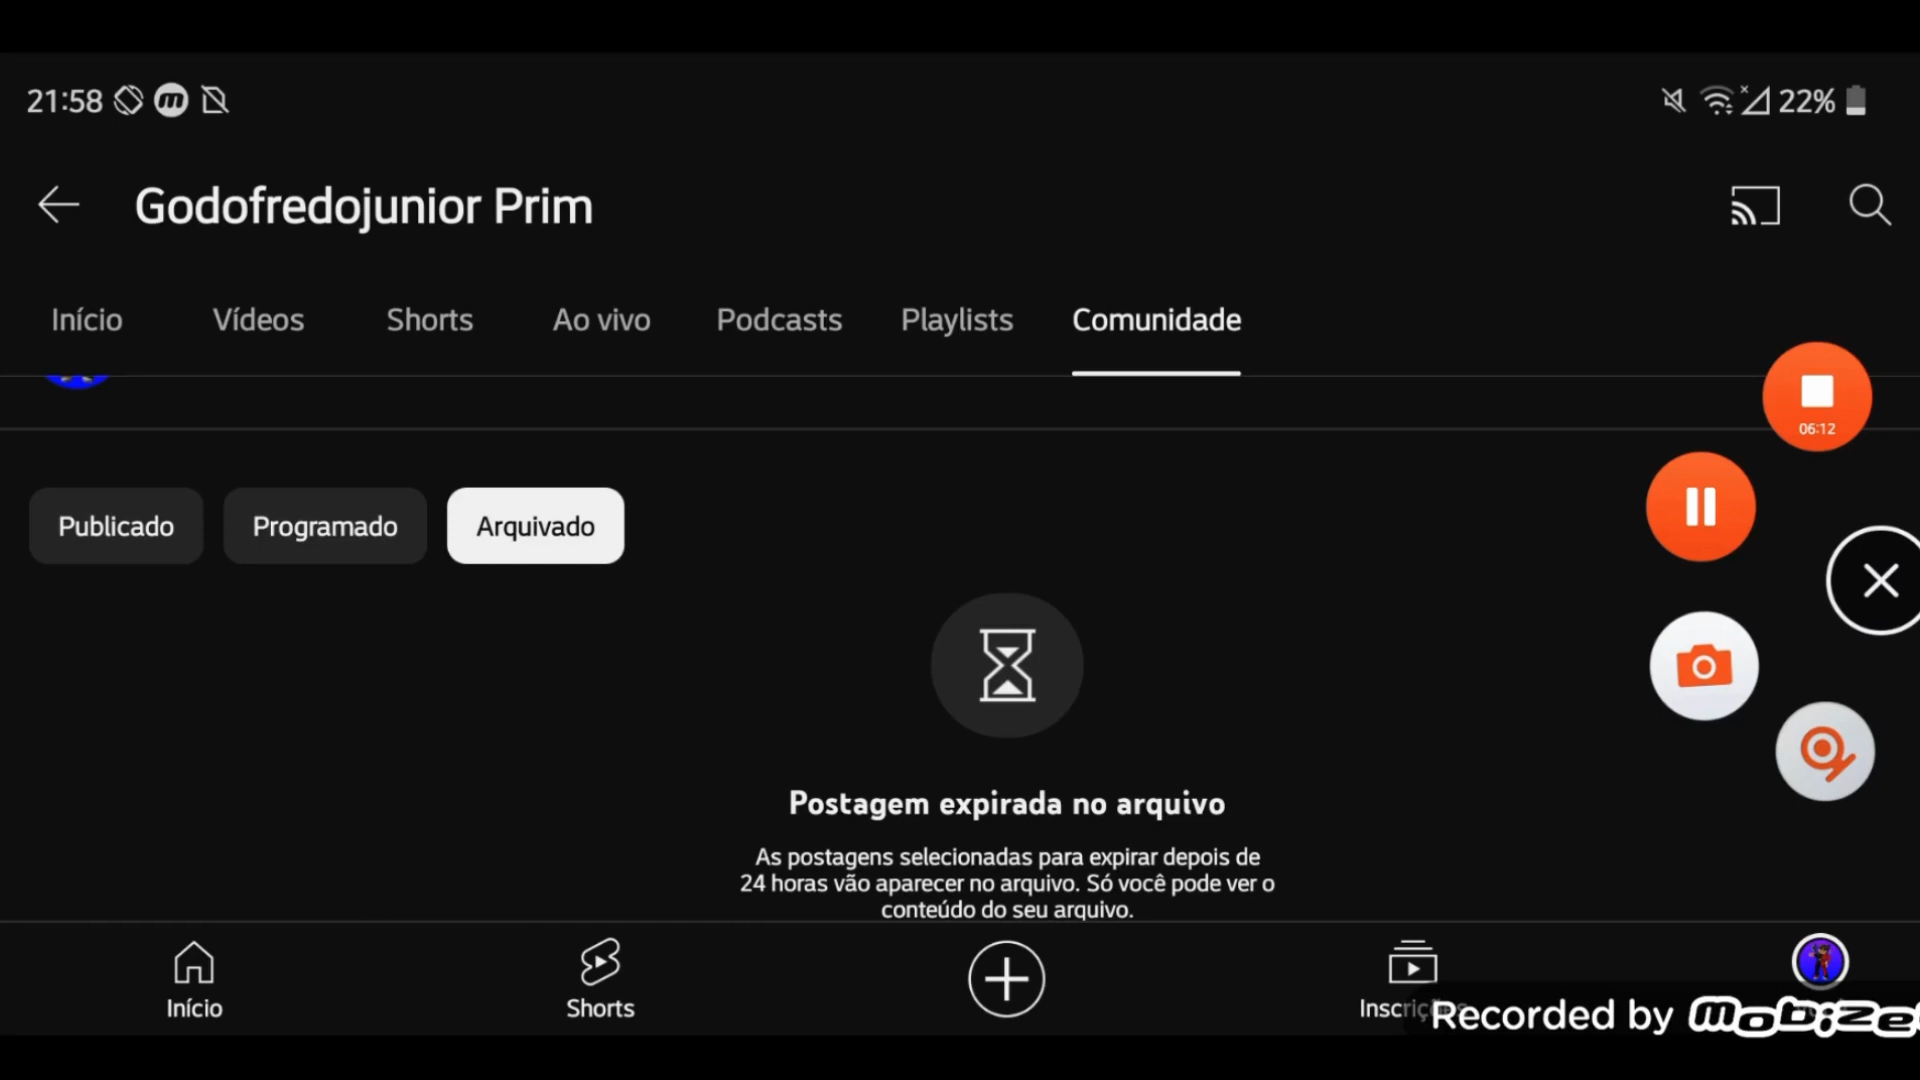 21:58
22%
Godofredojunior Prim
Início Vídeos Shorts Ao vivo Podcasts Playlists Comunidade
06:12
Publicado Programado Arquivado
Postagem expirada no arquivo
As postagens selecionadas para expirar depois de
24 horas vão aparecer no arquivo. Só você pode ver o
conteúdo do seu arquivo.
Início Shorts
Recorded by